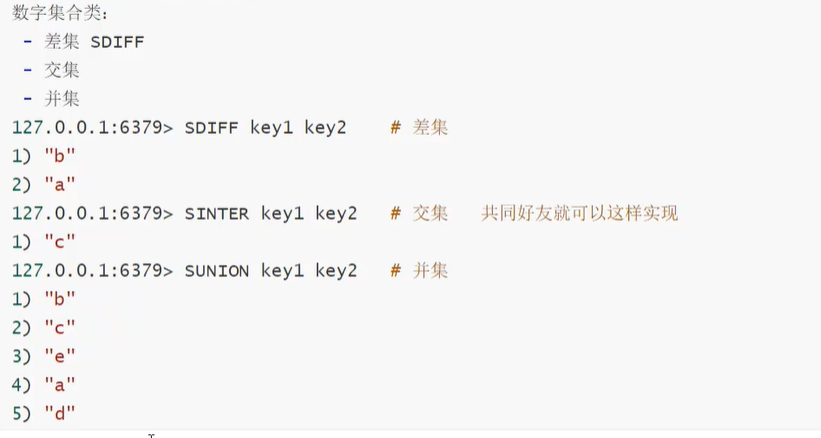 数字集合类:
- 差集 SDIFF
- 交集
- 并集
127.0.0.1:6379> SDIFF key1 key2 # 差集
1) "b"
2) "a"
127.0.0.1:6379> SINTER key1 key2 # 交集 共同好友就可以这样实现
1) "c"
127.0.0.1:6379> SUNION key1 key2 # 并集
1) "b"
2) "c"
3) "e"
4) "a"
5) "d"